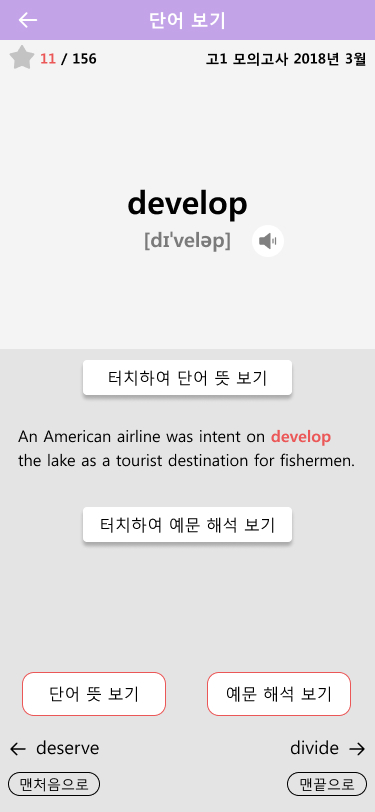 단어 보기
11 / 156
고1 모의고사 2018년 3월
develop
[dɪ'veləp]
터치하여 단어 뜻 보기
An American airline was intent on develop
the lake as a tourist destination for fishermen.
터치하여 예문 해석 보기
단어 뜻 보기
예문 해석 보기
← deserve
divide →
맨처음으로
맨끝으로